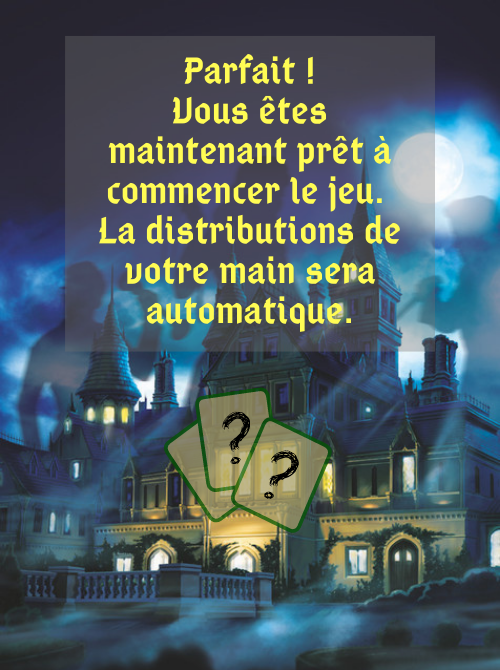 Parfait !
Vous êtes
maintenant prêt à
commencer le jeu.
La distributions de
votre main sera
automatique.
?
?